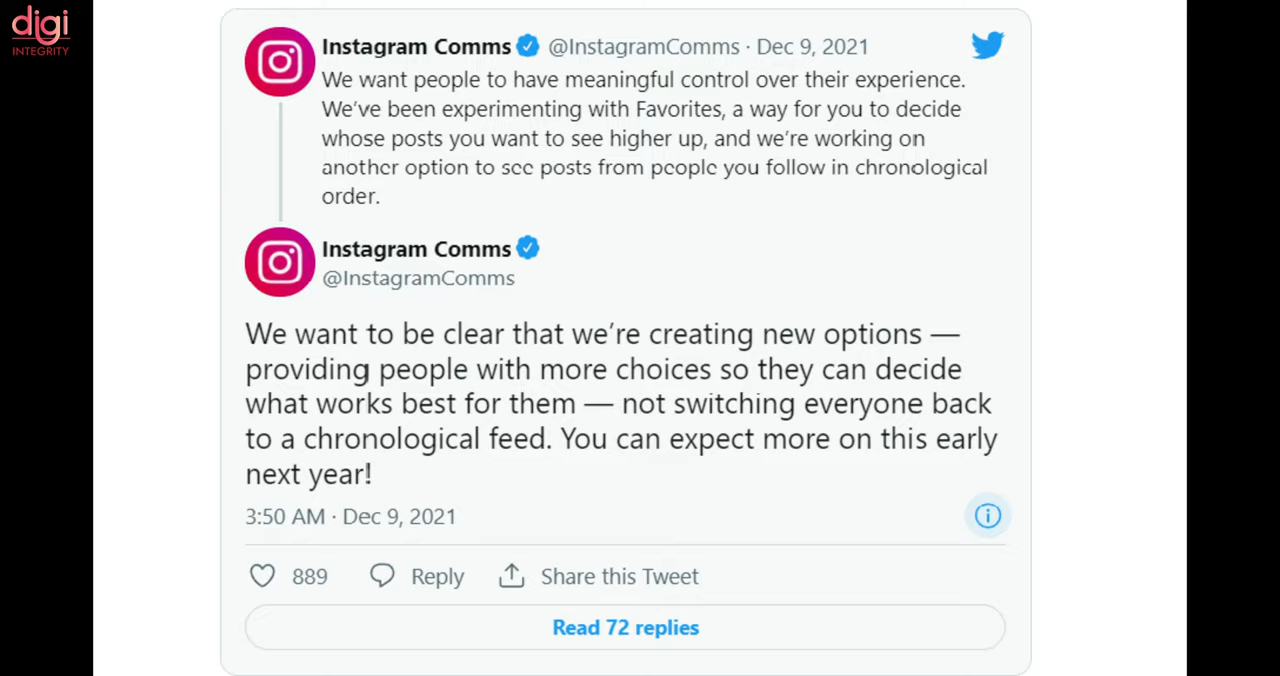 digi
INTEGRITY
Instagram Comms @InstagramComms · Dec 9, 2021
We want people to have meaningful control over their experience.
We've been experimenting with Favorites, a way for you to decide
whose posts you want to see higher up, and we're working on
another option to see posts from people you follow in chronological
order.
Instagram Comms
@InstagramComms
We want to be clear that we're creating new options —
providing people with more choices so they can decide
what works best for them — not switching everyone back
to a chronological feed. You can expect more on this early
next year!
3:50 AM · Dec 9, 2021
889 Reply Share this Tweet
Read 72 replies